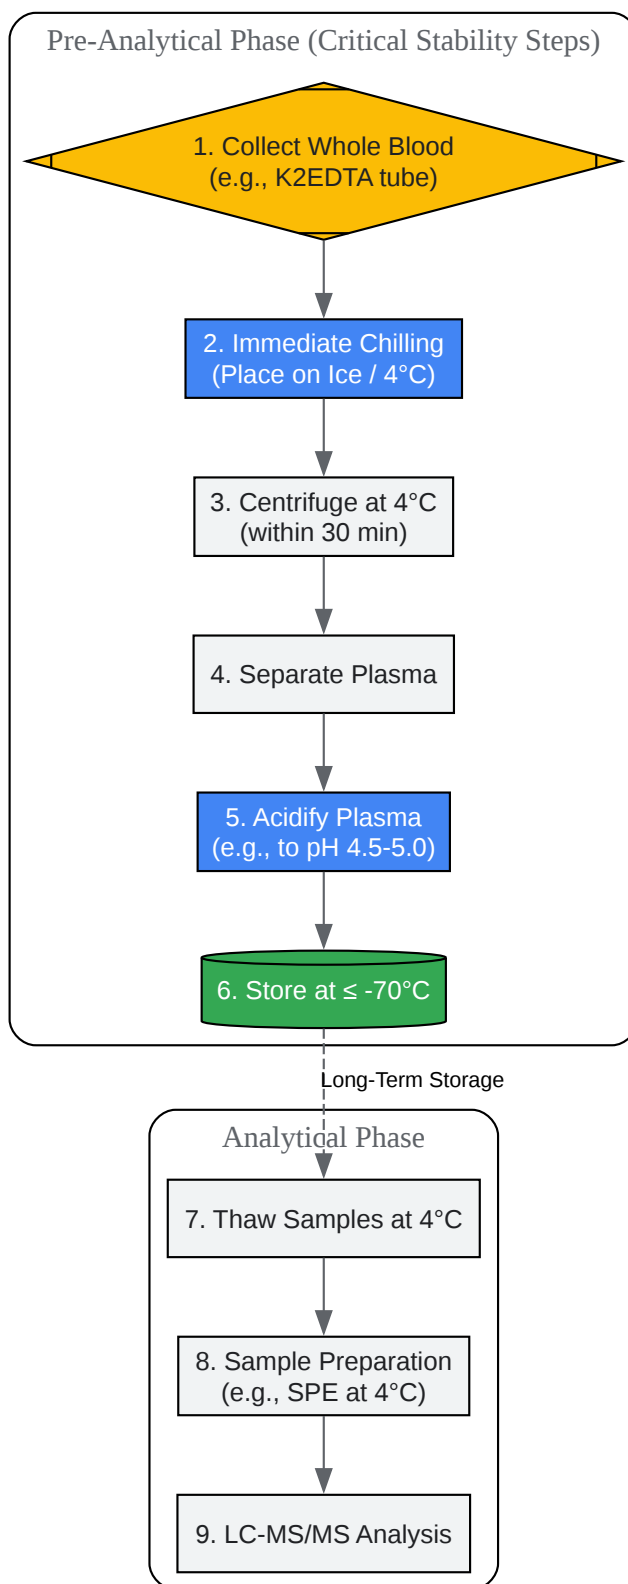 Pre-Analytical Phase (Critical Stability Steps)
1. Collect Whole Blood
(e.g., K2EDTA tube)
2. Immediate Chilling
(Place on Ice / 4°C)
3. Centrifuge at 4°C
(within 30 min)
4. Separate Plasma
5. Acidify Plasma
(e.g., to pH 4.5-5.0)
6. Store at ≤ -70°C
Long-Term Storage
Analytical Phase
7. Thaw Samples at 4°C
8. Sample Preparation
(e.g., SPE at 4°C)
9. LC-MS/MS Analysis